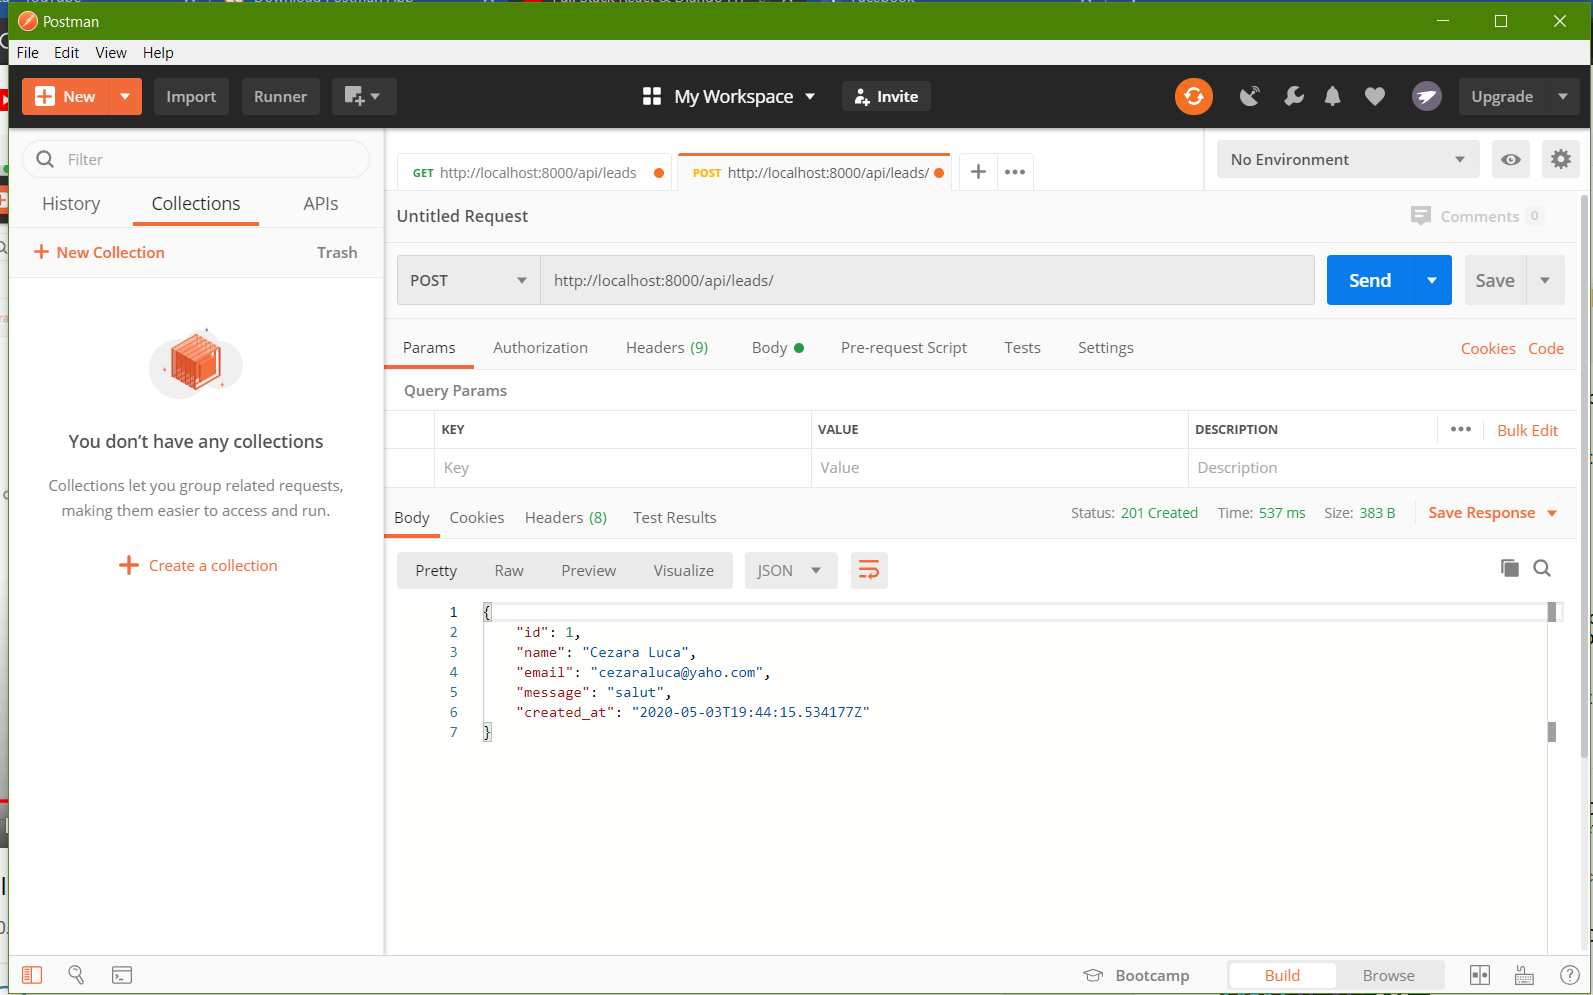 Postman
File Edit View Help
New Import Runner My Workspace Invite Upgrade
Filter
History Collections APIs
New Collection Trash
You don’t have any collections
Collections let you group related requests,
making them easier to access and run.
Create a collection
GET http://localhost:8000/api/leads POST http://localhost:8000/api/leads/ No Environment
Untitled Request Comments 0
POST http://localhost:8000/api/leads/ Send Save
Params Authorization Headers (9) Body Pre-request Script Tests Settings Cookies Code
Query Params
KEY VALUE DESCRIPTION Bulk Edit
Key Value Description
Body Cookies Headers (8) Test Results Status: 201 Created Time: 537 ms Size: 383 B Save Response
Pretty Raw Preview Visualize JSON
1 {
2 "id": 1,
3 "name": "Cezara Luca",
4 "email": "cezaraluca@yaho.com",
5 "message": "salut",
6 "created_at": "2020-05-03T19:44:15.534177Z"
7 }
Bootcamp Build Browse